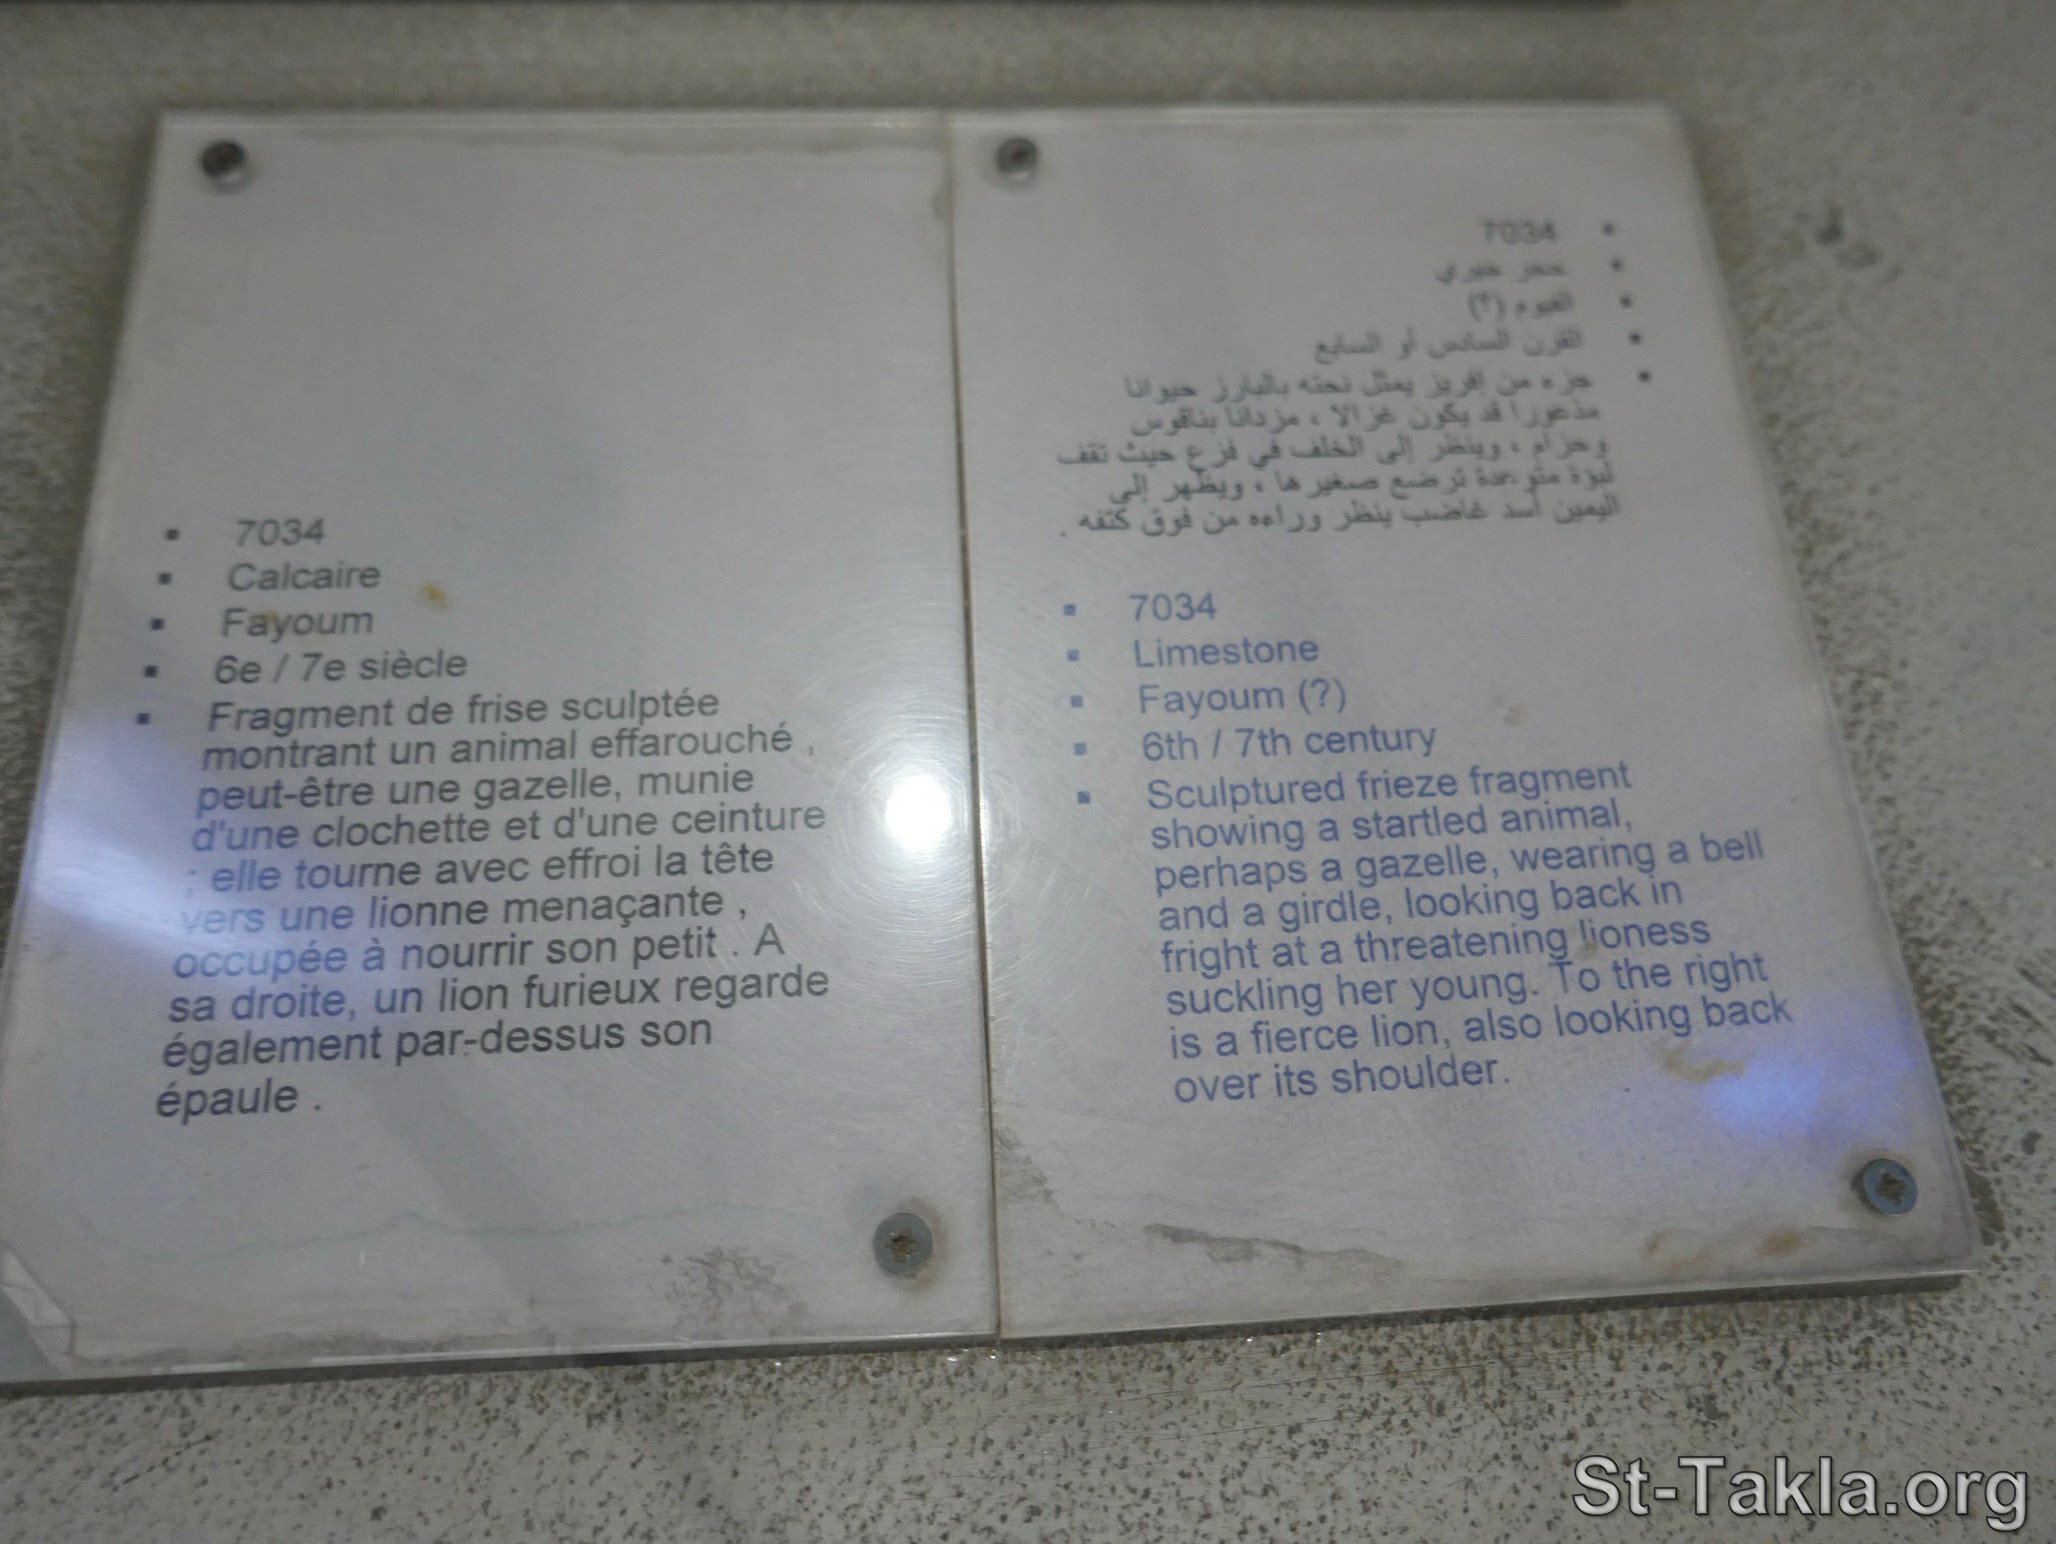 ▪ 7034
▪ Calcaire
▪ Fayoum
▪ 6e / 7e siècle
▪ Fragment de frise sculptée
montrant un animal effarouché ,
peut-être une gazelle, munie
d'une clochette et d'une ceinture
; elle tourne avec effroi la tête
vers une lionne menaçante ,
occupée à nourrir son petit . A
sa droite, un lion furieux regarde
également par-dessus son
épaule .
• 7034
• حجر جيري
• الفيوم (؟)
• القرن السادس أو السابع
• جزء من إفريز يمثل نحته بالبارز حيوانا
مذعورا قد يكون غزالا ، مزدانا بناقوس
وحزام ، وينظر إلى الخلف في فزع حيث تقف
لبؤة متوعدة ترضع صغيرها ، ويظهر إلى
اليمين أسد غاضب ينظر وراءه من فوق كتفه .
▪ 7034
▪ Limestone
▪ Fayoum (?)
▪ 6th / 7th century
▪ Sculptured frieze fragment
showing a startled animal,
perhaps a gazelle, wearing a bell
and a girdle, looking back in
fright at a threatening lioness
suckling her young. To the right
is a fierce lion, also looking back
over its shoulder.
St-Takla.org